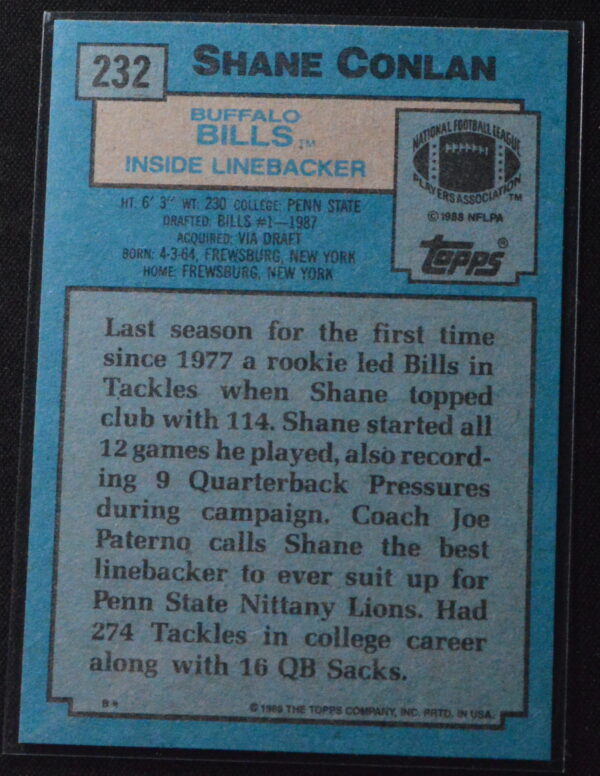 232
SHANE CONLAN
BUFFALO
BILLS TM
INSIDE LINEBACKER
NATIONAL FOOTBALL LEAGUE
PLAYERS ASSOCIATION TM
© 1988 NFLPA
topps®
HT: 6' 3" WT: 230 COLLEGE: PENN STATE
DRAFTED: BILLS #1—1987
ACQUIRED: VIA DRAFT
BORN: 4-3-64, FREWSBURG, NEW YORK
HOME: FREWSBURG, NEW YORK
Last season for the first time
since 1977 a rookie led Bills in
Tackles when Shane topped
club with 114. Shane started all
12 games he played, also record-
ing 9 Quarterback Pressures
during campaign. Coach Joe
Paterno calls Shane the best
linebacker to ever suit up for
Penn State Nittany Lions. Had
274 Tackles in college career
along with 16 QB Sacks.
B*
© 1988 THE TOPPS COMPANY, INC. PRTD. IN USA.